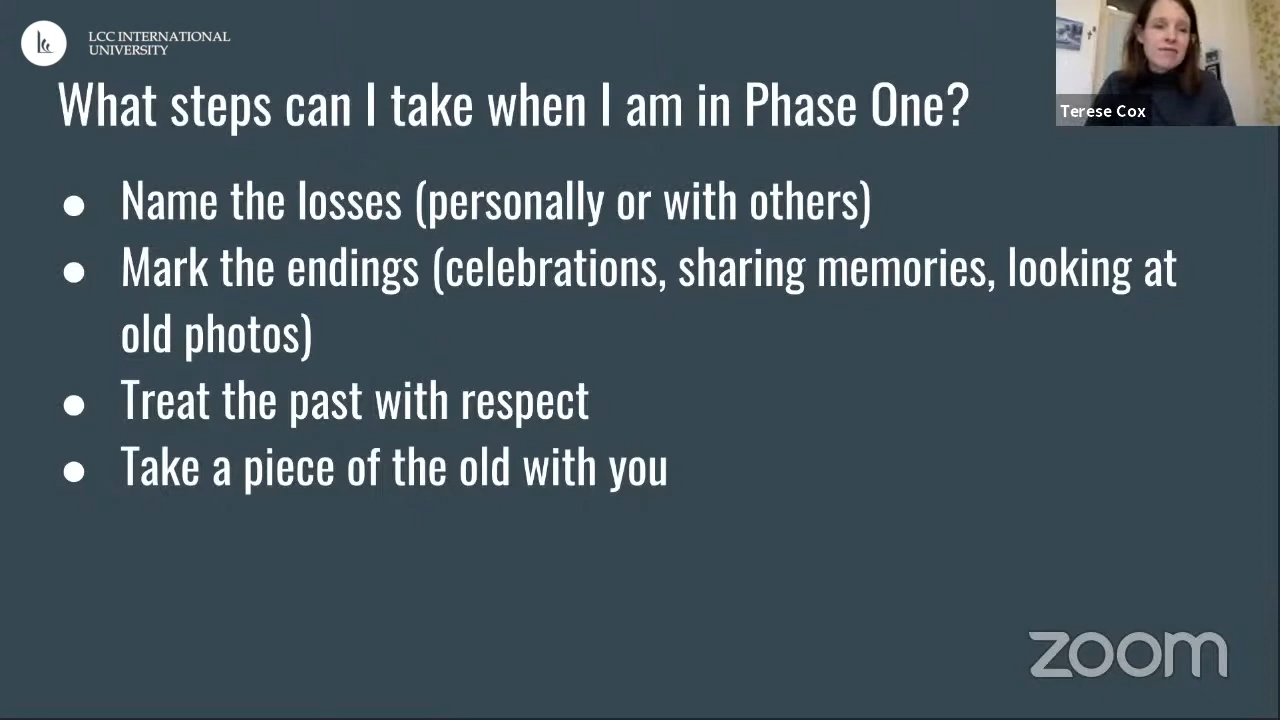 LCC INTERNATIONAL
UNIVERSITY
What steps can I take when I am in Phase One?
Terese Cox
● Name the losses (personally or with others)
● Mark the endings (celebrations, sharing memories, looking at
old photos)
● Treat the past with respect
● Take a piece of the old with you
zoom